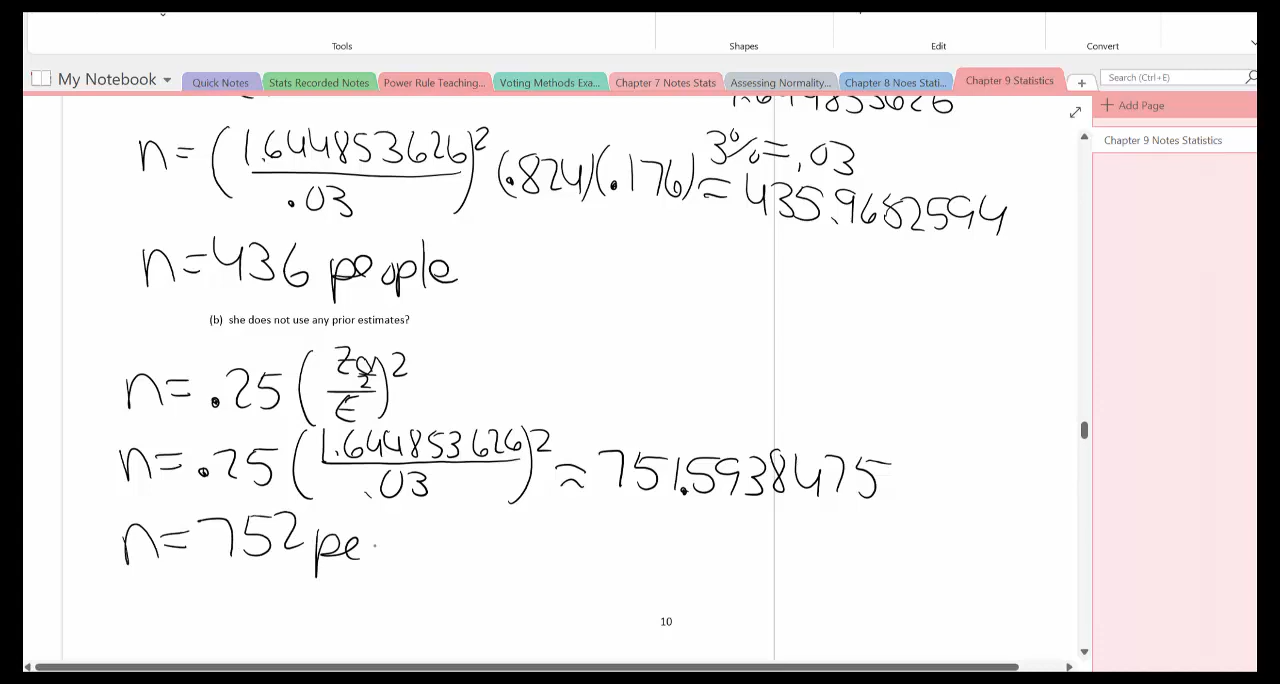 Tools Shapes Edit Convert
My Notebook Quick Notes Stats Recorded Notes Power Rule Teaching... Voting Methods Exa... Chapter 7 Notes Stats Assessing Normality... Chapter 8 Noes Stati... Chapter 9 Statistics + Search (Ctrl+E)
+ Add Page
Chapter 9 Notes Statistics
1.644853626
3% = .03
n = (1.644853626/.03)² (.824)(.176) ≈ 435.9682594
n = 436 people
(b) she does not use any prior estimates?
n = .25 (Zα/2/E)²
n = .25 (1.644853626/.03)² ≈ 751.5938475
n = 752 pe
10